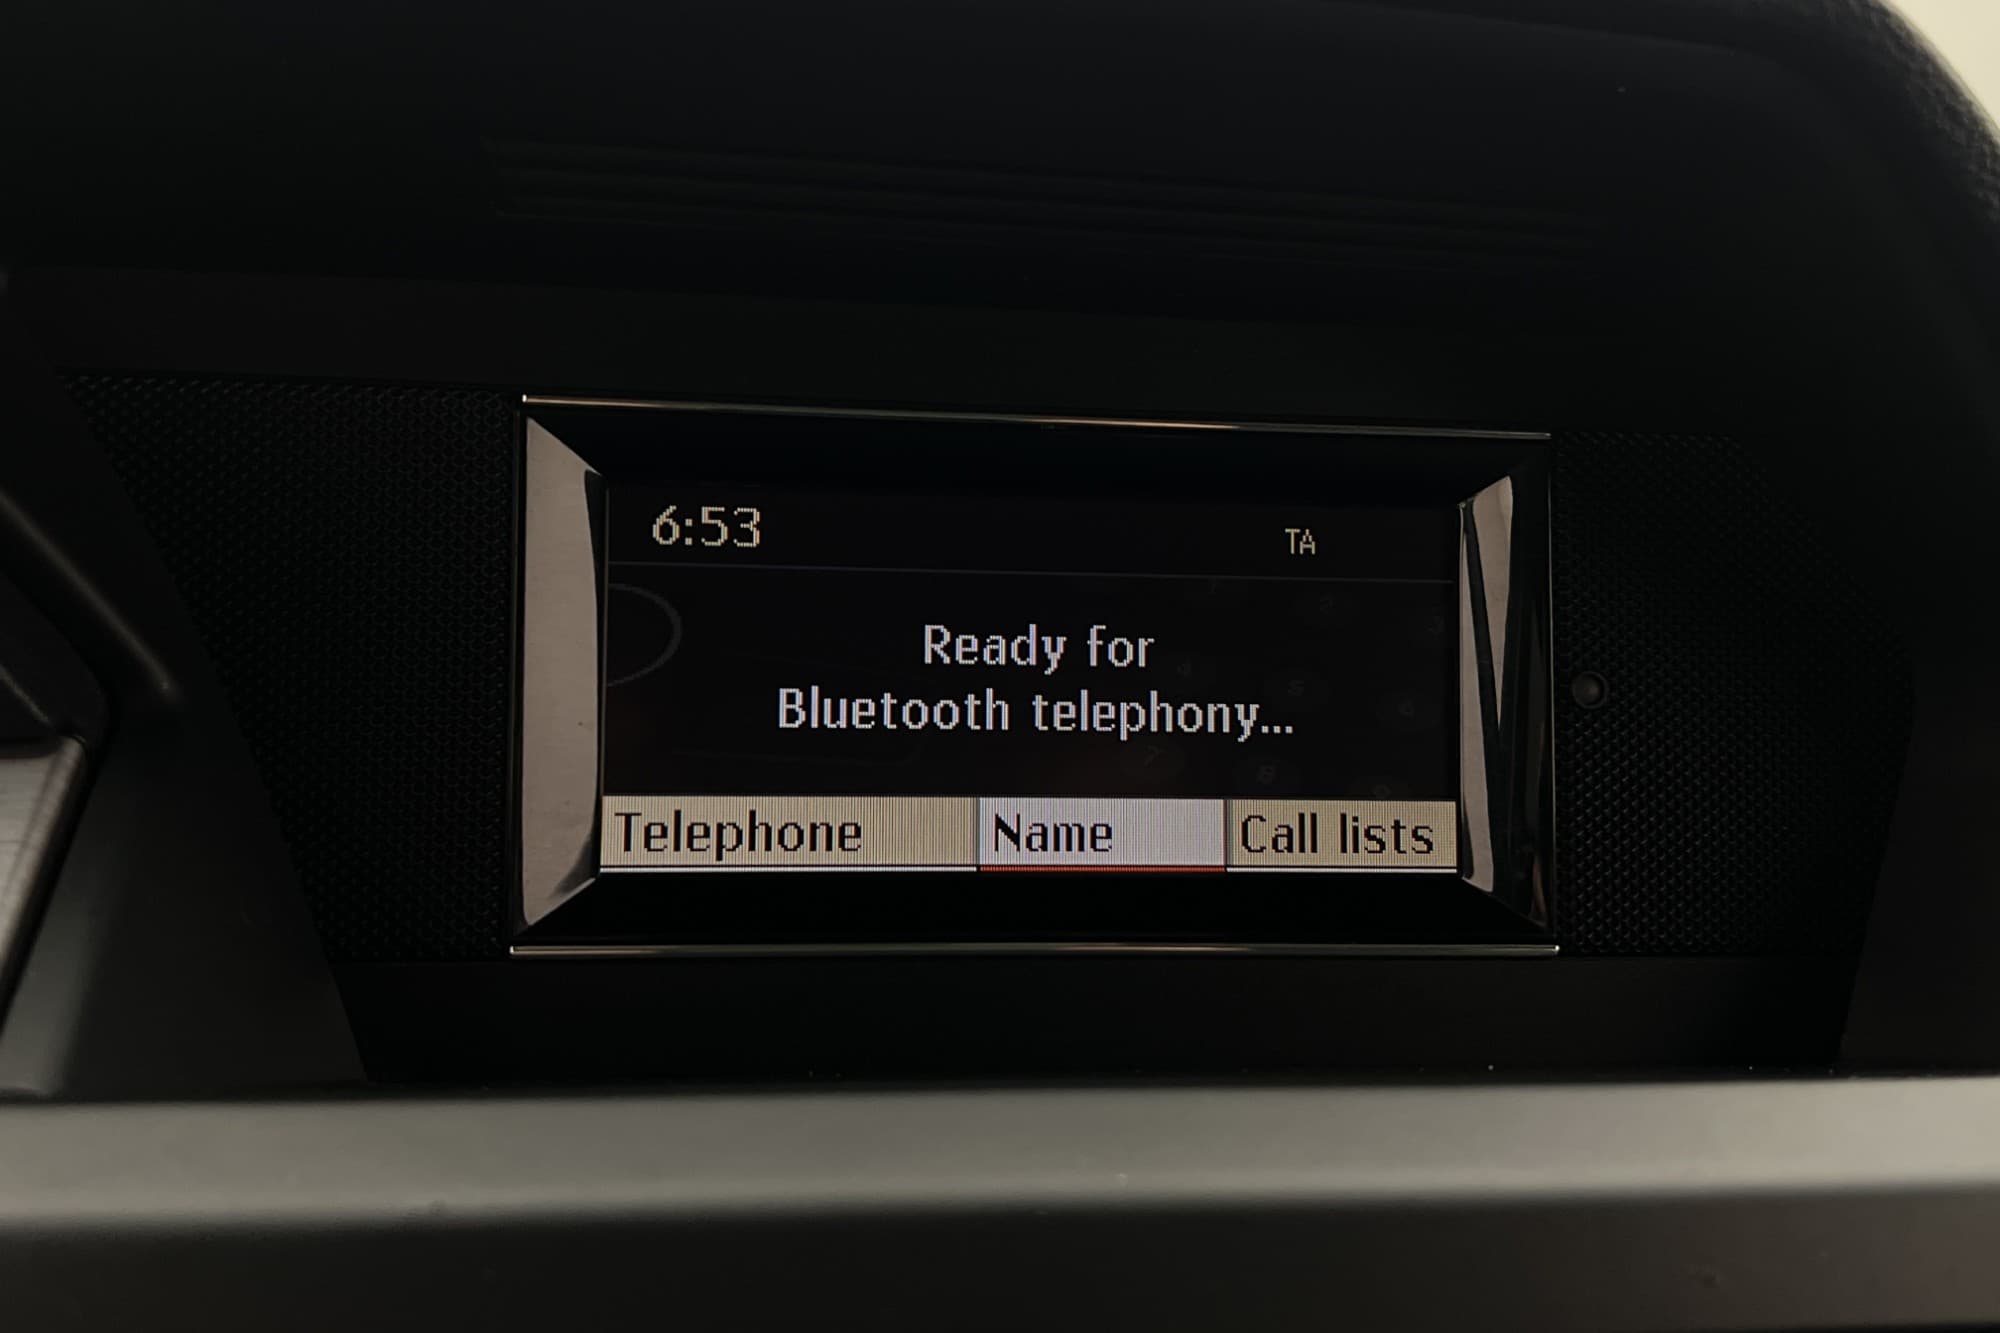 6:53 TA
Ready for
Bluetooth telephony...
Telephone Name Call lists